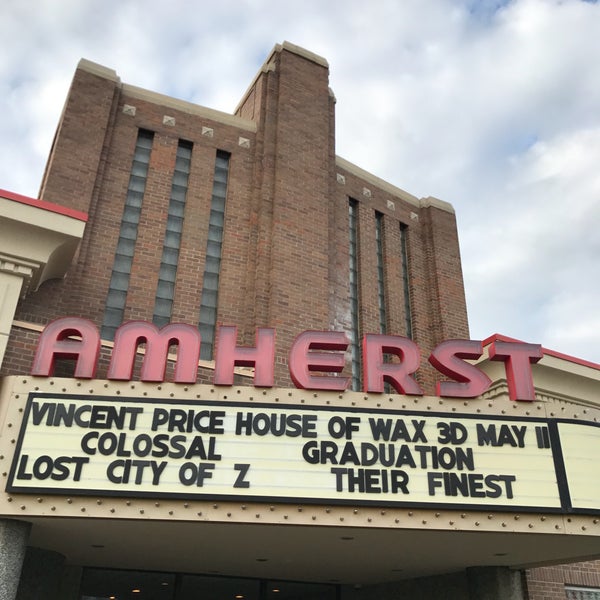 AMHERST
VINCENT PRICE HOUSE OF WAX 3D MAY 11
COLOSSAL GRADUATION
LOST CITY OF Z THEIR FINEST